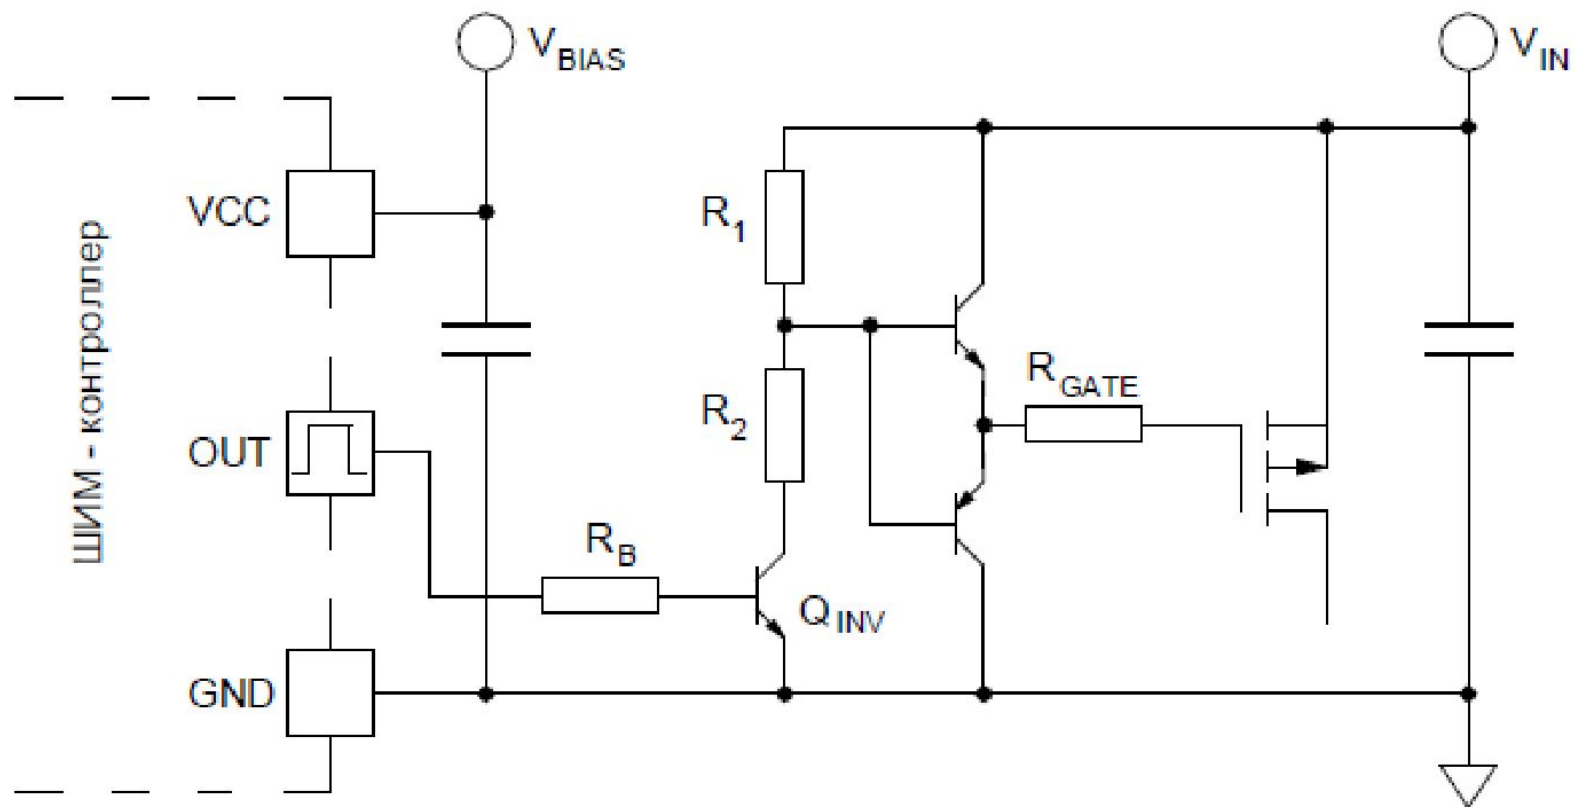 V_BIAS
V_IN
VCC
R_1
ШИМ - контроллер
R_GATE
R_2
OUT
R_B
Q_INV
GND